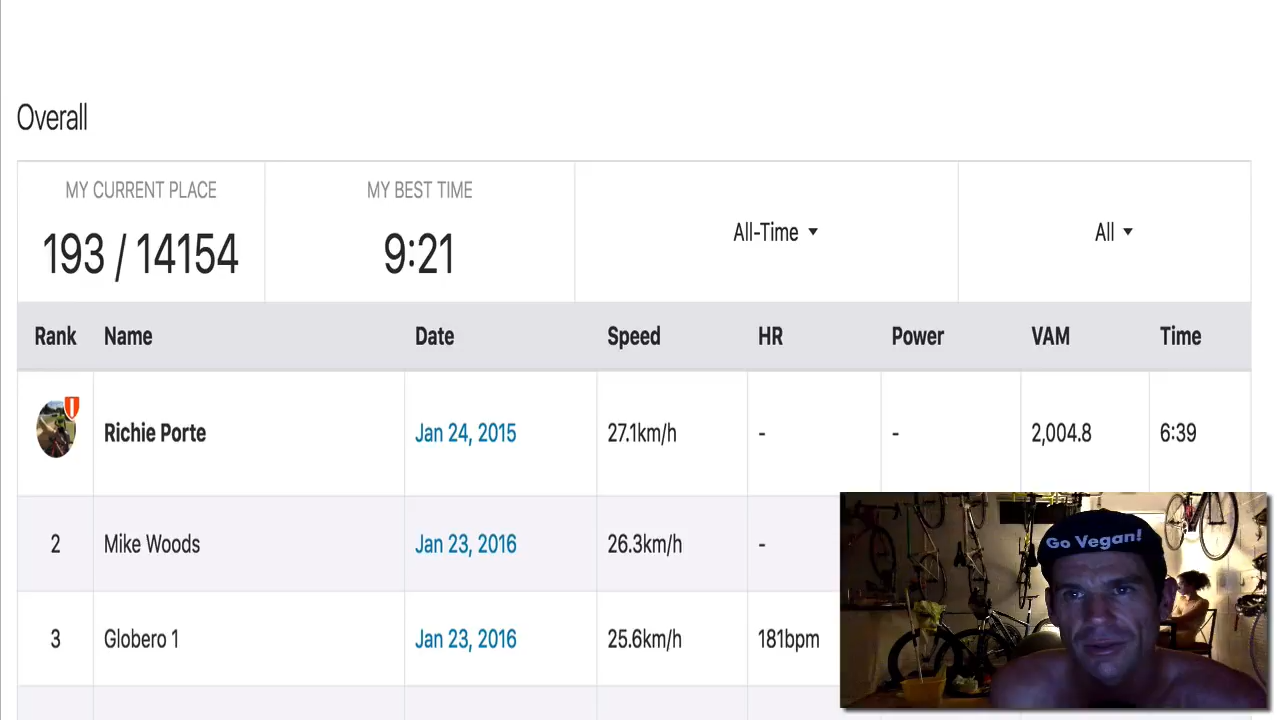 Overall
MY CURRENT PLACE
MY BEST TIME
193 / 14154
9:21
All-Time
All
Rank Name Date Speed HR Power VAM Time
Richie Porte Jan 24, 2015 27.1km/h - - 2,004.8 6:39
2 Mike Woods Jan 23, 2016 26.3km/h -
3 Globero 1 Jan 23, 2016 25.6km/h 181bpm
Go Vegan!